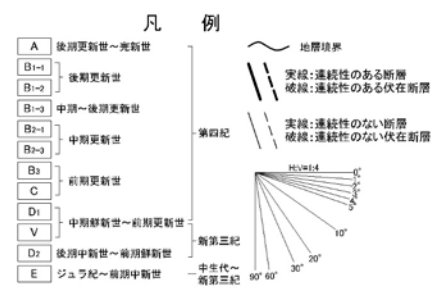 凡 例
A 後期更新世～完新世
B1-1
B1-2
後期更新世
B1-3 中期～後期更新世
B2-1
B2-3
中期更新世
B3
C
前期更新世
D1
V
中期鮮新世～前期更新世
D2 後期中新世～前期鮮新世
E ジュラ紀～前期中新世
第四紀
新第三紀
中生代～
新第三紀
地層境界
実線：連続性のある断層
破線：連続性のある伏在断層
実線：連続性のない断層
破線：連続性のない伏在断層
H:V=1:4
0°
1°
2°
3°
4°
5°
10°
20°
30°
60°
90°